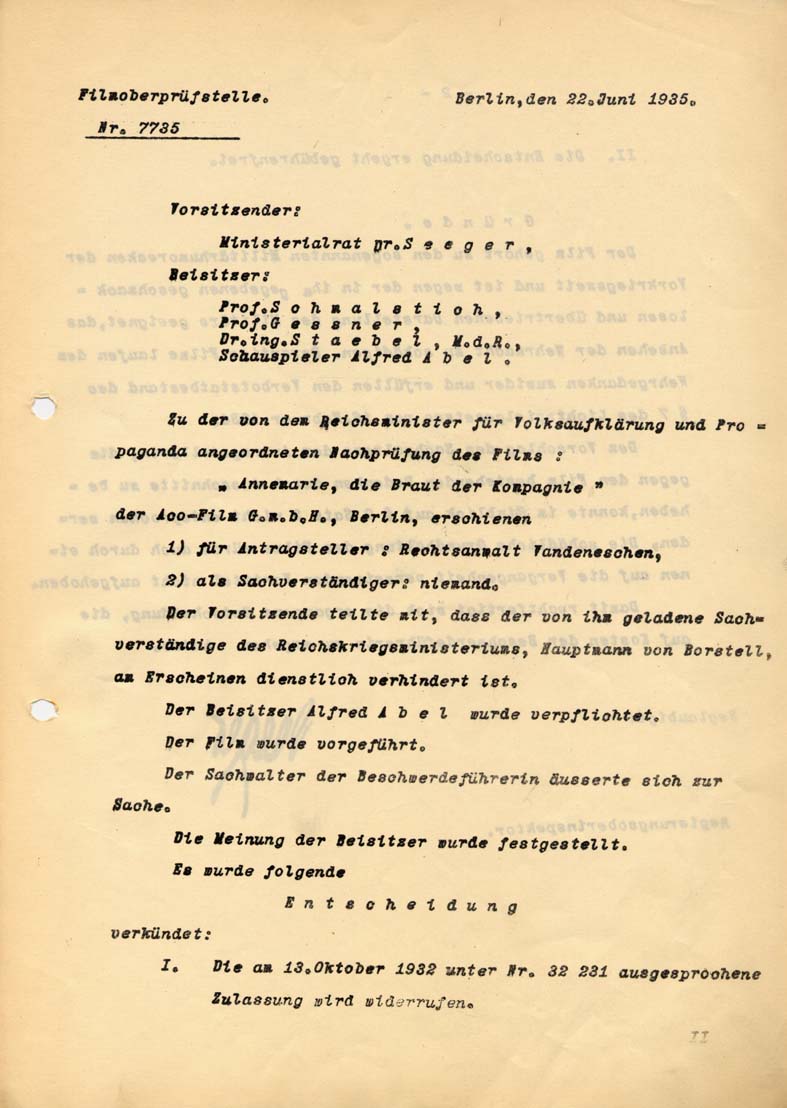 Filmoberprüfstelle. Berlin, den 22.Juni 1935.
Nr. 7735
Vorsitzender:
Ministerialrat Dr.S e e g e r ,
Beisitzer:
Prof.S c h m a l s t i c h ,
Prof.G e s s n e r ,
Dr.ing.S t a e b e l , M.d.R.,
Schauspieler Alfred A b e l .
Zu der von dem Reichsminister für Volksaufklärung und Pro =
paganda angeordneten Nachprüfung des Films :
„ Annemarie, die Braut der Kompagnie "
der Aco-Film G.m.b.H., Berlin, erschienen
1) für Antragsteller : Rechtsanwalt Vandeneschen,
2) als Sachverständiger: niemand.
Der Vorsitzende teilte mit, dass der von ihm geladene Sach=
verständige des Reichskriegsministeriums, Hauptmann von Borstell,
am Erscheinen dienstlich verhindert ist.
Der Beisitzer Alfred A b e l wurde verpflichtet.
Der Film wurde vorgeführt.
Der Sachwalter der Beschwerdeführerin äusserte sich zur
Sache.
Die Meinung der Beisitzer wurde festgestellt.
Es wurde folgende
E n t s c h e i d u n g
verkündet:
I. Die am 13.Oktober 1932 unter Nr. 32 231 ausgesprochene
Zulassung wird widerrufen.
II